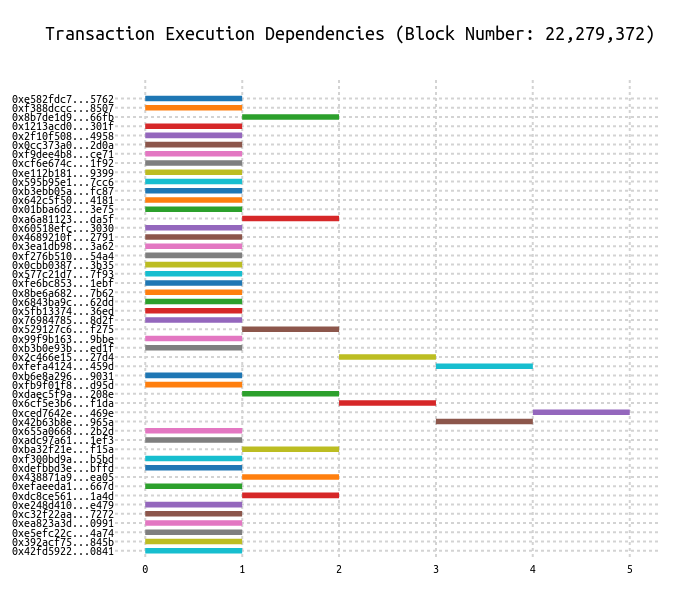 Transaction Execution Dependencies (Block Number: 22,279,372)
0xe582fdc7...5762
0xf388dccc...8507
0x8b7de1d9...66fb
0x1213acd0...301f
0x2f10f508...4958
0x0cc373a0...2d0a
0xf9dee4b8...ce71
0xcf6e674c...1f92
0xe112b181...9399
0x595b95e1...7cc6
0xb3ebb05a...fc87
0x642c5f50...4181
0x01bba6d2...3e75
0xa6a81123...da5f
0x60518efc...3030
0x4689210f...2791
0x3ea1db98...3a62
0xf276b510...54a4
0x0cbb0387...3b35
0x577c21d7...7f93
0xfe6bc853...1ebf
0x8be6a682...7b62
0x6843ba9c...62dd
0x5fb13374...36ed
0x76984785...8d2f
0x529127c6...f275
0x99f9b163...9bbe
0xb3b0e93b...ed1f
0x2c466e15...27d4
0xfefa4124...459d
0xb6e8a296...9031
0xfb9f01f8...d95d
0xdaec5f9a...208e
0x6cf5e3b6...f1da
0xced7642e...469e
0x42b63b8e...965a
0x655a0668...2b2d
0xadc97a61...1ef3
0xba32f21e...f15a
0xf300bd9a...b5bd
0xdefbbd3e...bffd
0x438871a9...ea05
0xefaeeda1...667d
0xdc8ce561...1a4d
0xe248d410...e479
0xc32f22aa...7272
0xea823a3d...0991
0xe5efc22c...4a74
0x392acf75...845b
0x42fd5922...0841
0 1 2 3 4 5